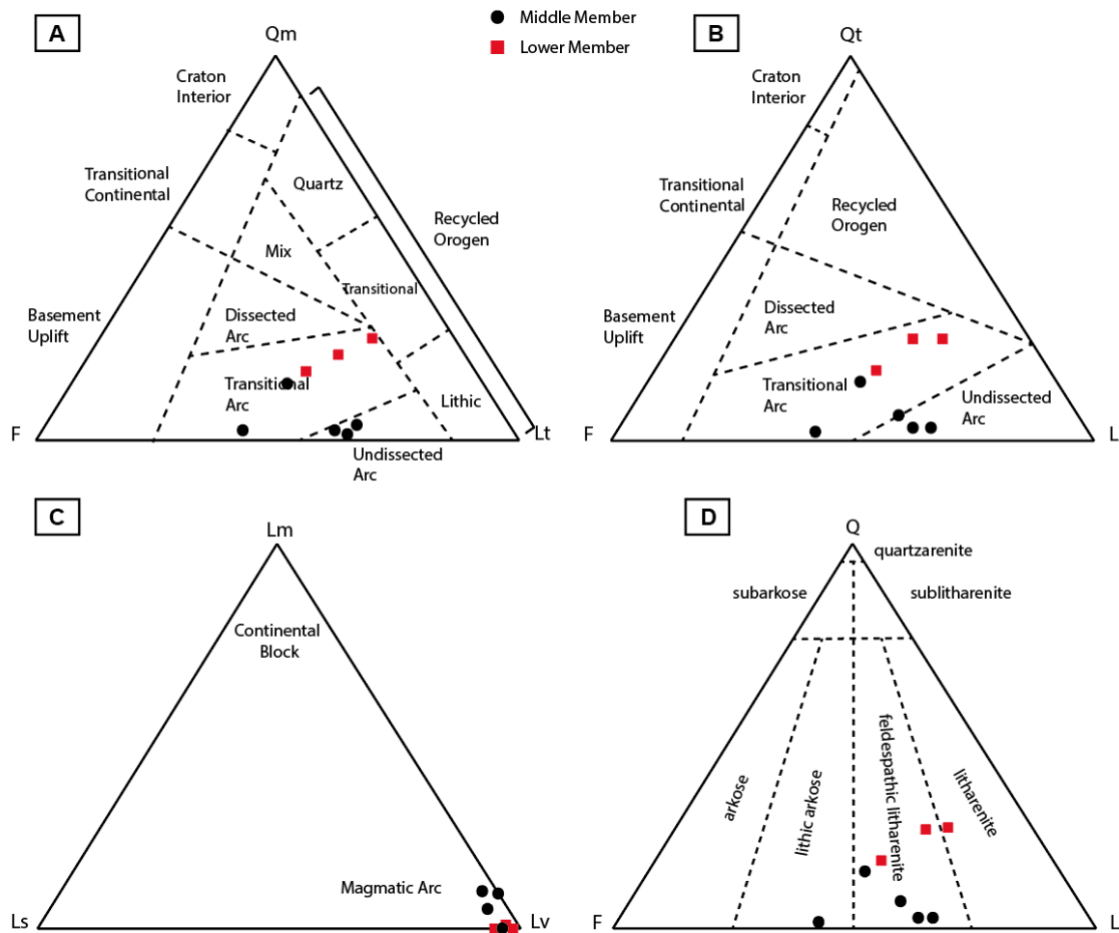 Middle Member
Lower Member
A
Qm
Craton
Interior
Transitional
Continental
Quartz
Recycled
Orogen
Mix
Transitional
Basement
Uplift
Dissected
Arc
Transitional
Arc
Lithic
F
Lt
Undissected
Arc
B
Qt
Craton
Interior
Transitional
Continental
Recycled
Orogen
Basement
Uplift
Dissected
Arc
Transitional
Arc
Undissected
Arc
F
L
C
Lm
Continental
Block
Magmatic Arc
Ls
Lv
D
Q
quartzarenite
subarkose
sublitharenite
arkose
lithic arkose
feldespathic litharenite
litharenite
F
L